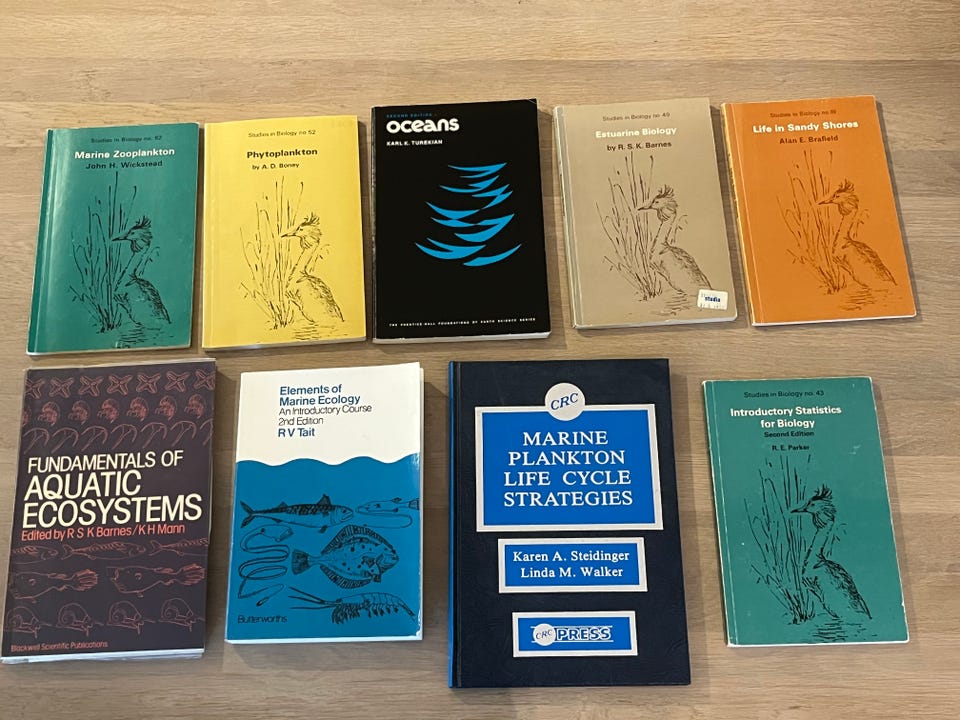 Studies in Biology no. 62
Marine Zooplankton
John H. Wickstead
Studies in Biology no 52
Phytoplankton
by A. D. Boney
SECOND EDITION
oceans
KARL K. TUREKIAN
THE PRENTICE-HALL FOUNDATIONS OF EARTH SCIENCE SERIES
Studies in Biology no. 49
Estuarine Biology
by R. S. K. Barnes
studia
Studies in Biology no 89
Life in Sandy Shores
Alan E. Brafield
FUNDAMENTALS OF
AQUATIC
ECOSYSTEMS
Edited by R S K Barnes/K H Mann
Blackwell Scientific Publications
Elements of
Marine Ecology
An Introductory Course
2nd Edition
R V Tait
Butterworths
CRC
MARINE
PLANKTON
LIFE CYCLE
STRATEGIES
Karen A. Steidinger
Linda M. Walker
CRC PRESS
Studies in Biology no. 43
Introductory Statistics
for Biology
Second Edition
R. E. Parker